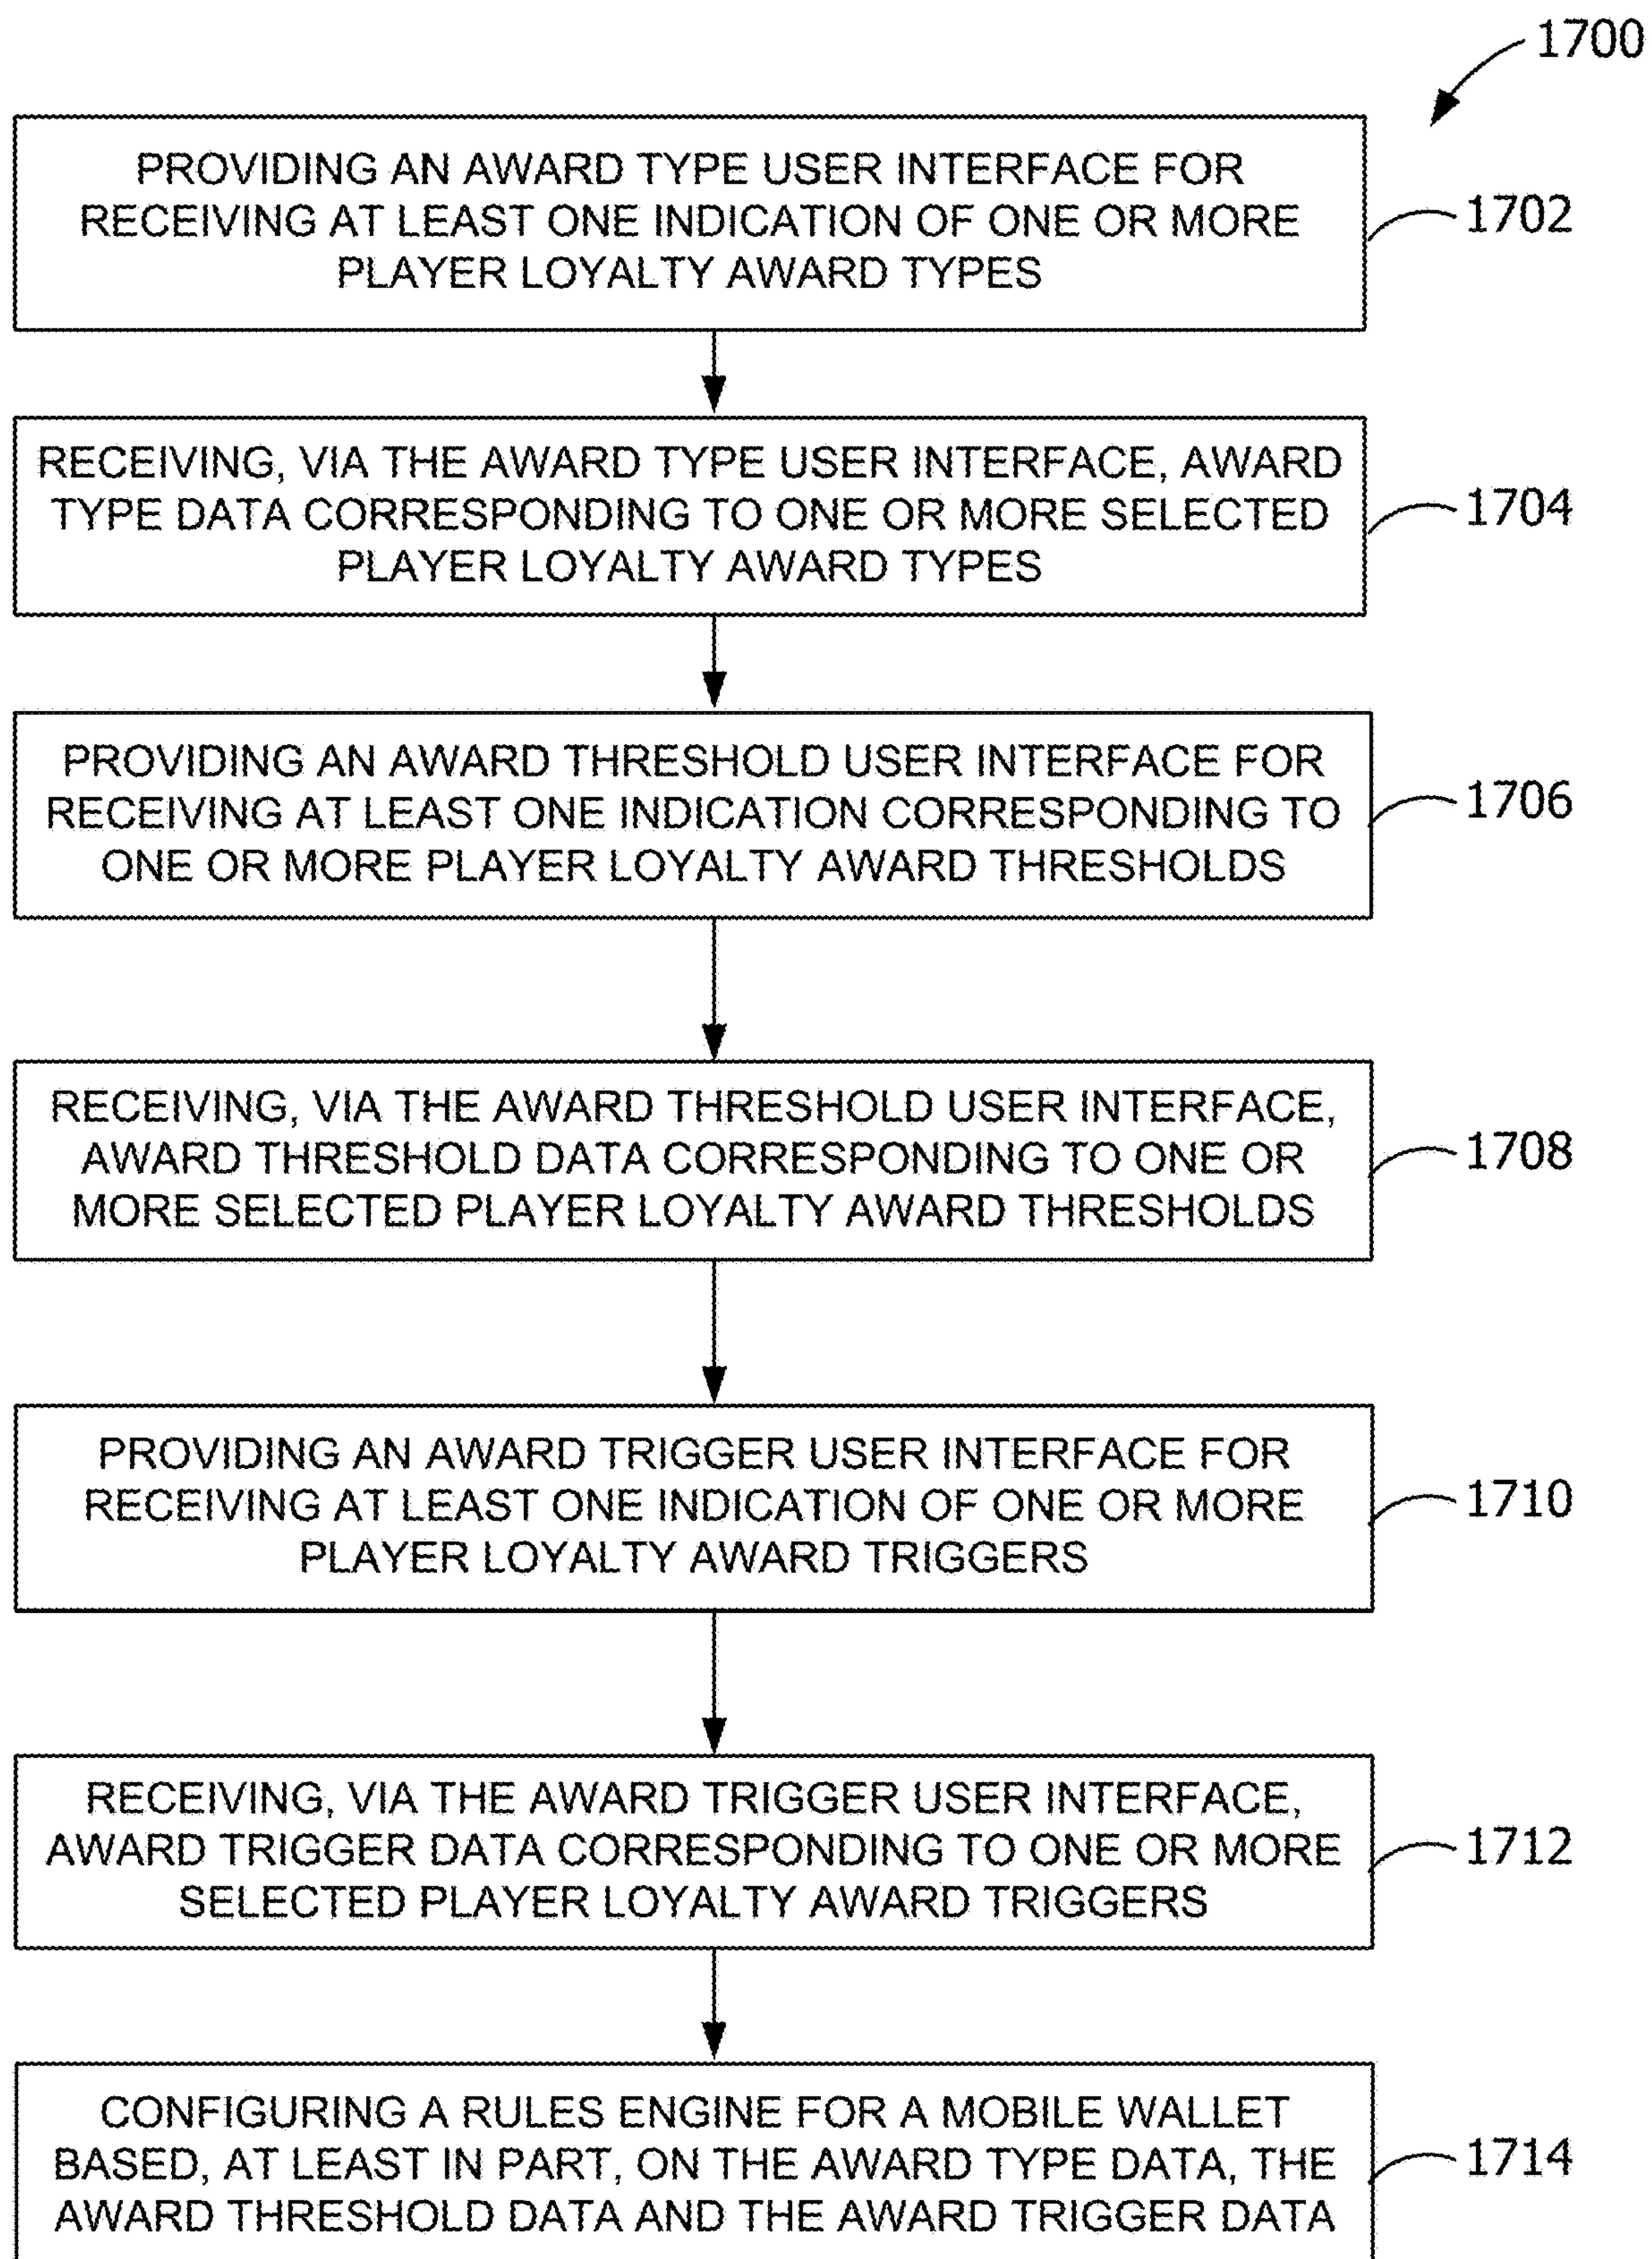 1700
PROVIDING AN AWARD TYPE USER INTERFACE FOR
RECEIVING AT LEAST ONE INDICATION OF ONE OR MORE
PLAYER LOYALTY AWARD TYPES
1702
RECEIVING, VIA THE AWARD TYPE USER INTERFACE, AWARD
TYPE DATA CORRESPONDING TO ONE OR MORE SELECTED
PLAYER LOYALTY AWARD TYPES
1704
PROVIDING AN AWARD THRESHOLD USER INTERFACE FOR
RECEIVING AT LEAST ONE INDICATION CORRESPONDING TO
ONE OR MORE PLAYER LOYALTY AWARD THRESHOLDS
1706
RECEIVING, VIA THE AWARD THRESHOLD USER INTERFACE,
AWARD THRESHOLD DATA CORRESPONDING TO ONE OR
MORE SELECTED PLAYER LOYALTY AWARD THRESHOLDS
1708
PROVIDING AN AWARD TRIGGER USER INTERFACE FOR
RECEIVING AT LEAST ONE INDICATION OF ONE OR MORE
PLAYER LOYALTY AWARD TRIGGERS
1710
RECEIVING, VIA THE AWARD TRIGGER USER INTERFACE,
AWARD TRIGGER DATA CORRESPONDING TO ONE OR MORE
SELECTED PLAYER LOYALTY AWARD TRIGGERS
1712
CONFIGURING A RULES ENGINE FOR A MOBILE WALLET
BASED, AT LEAST IN PART, ON THE AWARD TYPE DATA, THE
AWARD THRESHOLD DATA AND THE AWARD TRIGGER DATA
1714